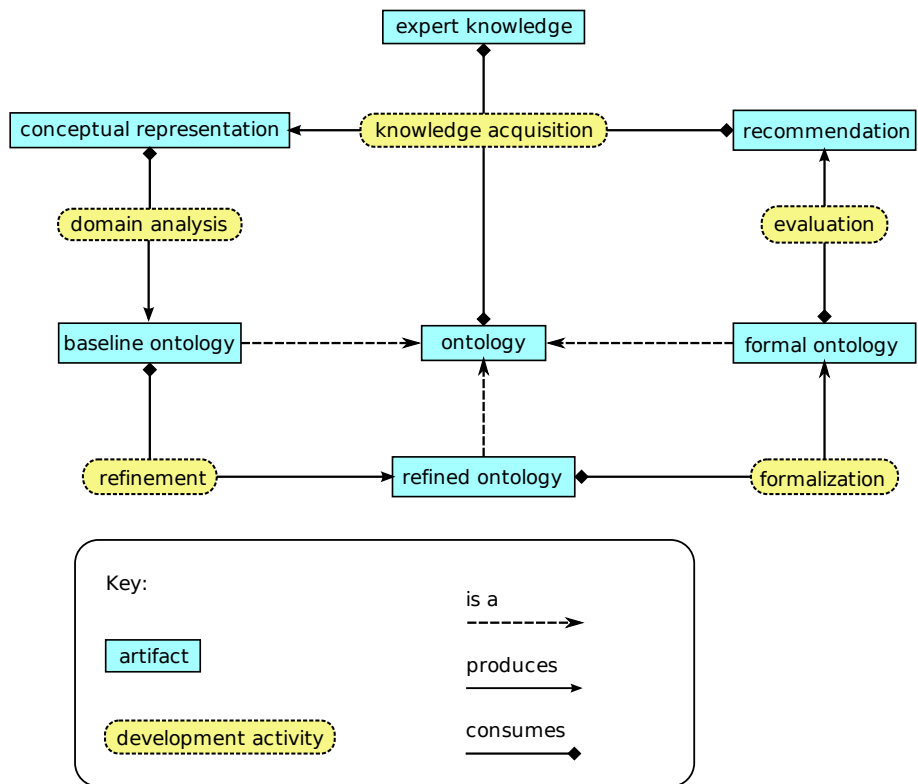 expert knowledge
conceptual representation
knowledge acquisition
recommendation
domain analysis
evaluation
baseline ontology
ontology
formal ontology
refinement
refined ontology
formalization
Key:
is a
artifact
produces
development activity
consumes